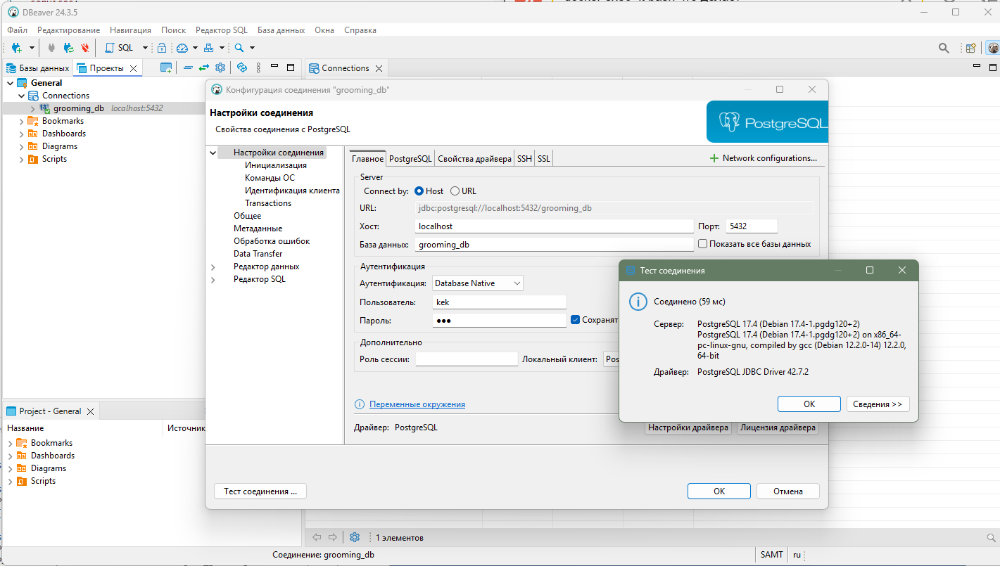 DBeaver 24.3.5
Файл Редактирование Навигация Поиск Редактор SQL База данных Окна Справка
SQL
Базы данных Проекты Connections
General
Connections
grooming_db localhost:5432
Bookmarks
Dashboards
Diagrams
Scripts
Конфигурация соединения "grooming_db"
Настройки соединения
Свойства соединения с PostgreSQL
PostgreSQL
Настройки соединения
Инициализация
Команды ОС
Идентификация клиента
Transactions
Общее
Метаданные
Обработка ошибок
Data Transfer
Редактор данных
Редактор SQL
Главное PostgreSQL Свойства драйвера SSH SSL Network configurations...
Server
Connect by: Host URL
URL: jdbc:postgresql://localhost:5432/grooming_db
Хост: localhost Порт: 5432
База данных: grooming_db Показать все базы данных
Аутентификация
Аутентификация: Database Native
Пользователь: kek
Пароль: ●●● Сохранят
Дополнительно
Роль сессии: Локальный клиент: Pos
Переменные окружения
Драйвер: PostgreSQL Настройки драйвера Лицензия драйвера
Тест соединения ... OK Отмена
Тест соединения
Соединено (59 мс)
Сервер: PostgreSQL 17.4 (Debian 17.4-1.pgdg120+2)
PostgreSQL 17.4 (Debian 17.4-1.pgdg120+2) on x86_64-
pc-linux-gnu, compiled by gcc (Debian 12.2.0-14) 12.2.0,
64-bit
Драйвер: PostgreSQL JDBC Driver 42.7.2
OK Сведения >>
Project - General
Название Источник
Bookmarks
Dashboards
Diagrams
Scripts
1 элементов
Соединение: grooming_db SAMT ru